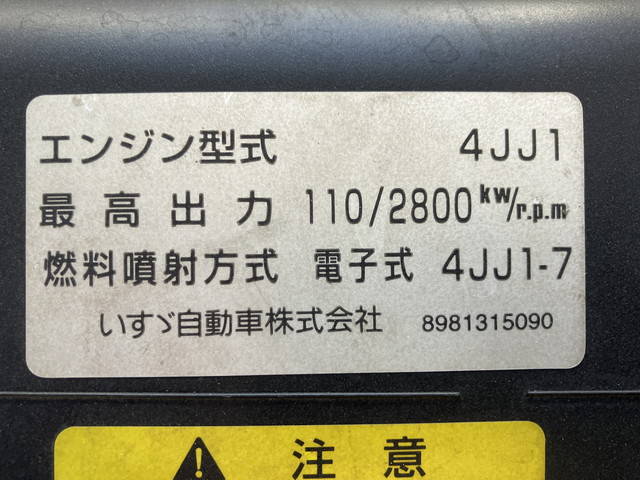 エンジン型式 4JJ1
最高出力 110/2800 kw/r.p.m
燃料噴射方式 電子式 4JJ1-7
いすゞ自動車株式会社 8981315090
注意